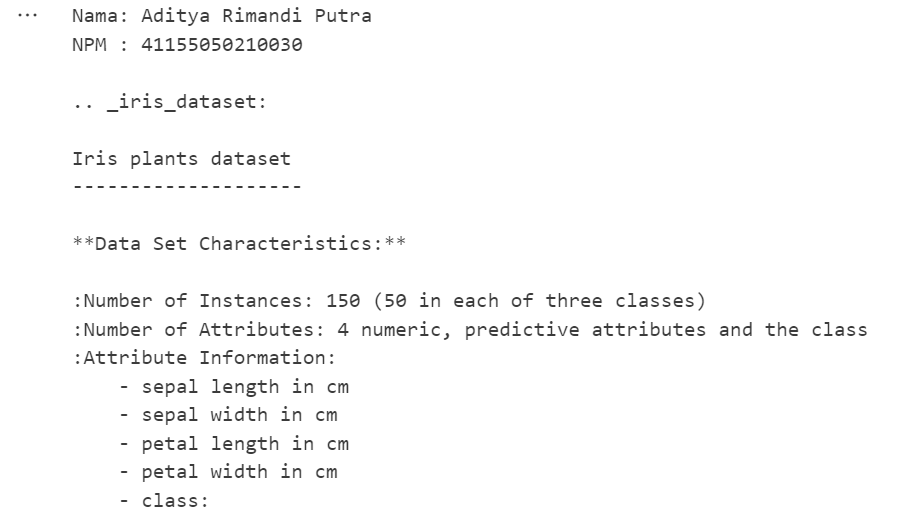 Nama: Aditya Rimandi Putra
NPM : 41155050210030
.. _iris_dataset:
Iris plants dataset
--------------------
**Data Set Characteristics:**
:Number of Instances: 150 (50 in each of three classes)
:Number of Attributes: 4 numeric, predictive attributes and the class
:Attribute Information:
- sepal length in cm
- sepal width in cm
- petal length in cm
- petal width in cm
- class: